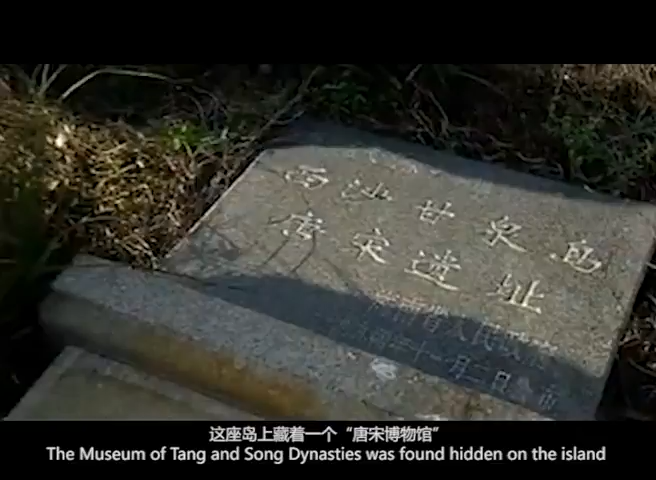 西沙甘泉岛
唐宋遗址
这座岛上藏着一个“唐宋博物馆”
The Museum of Tang and Song Dynasties was found hidden on the island